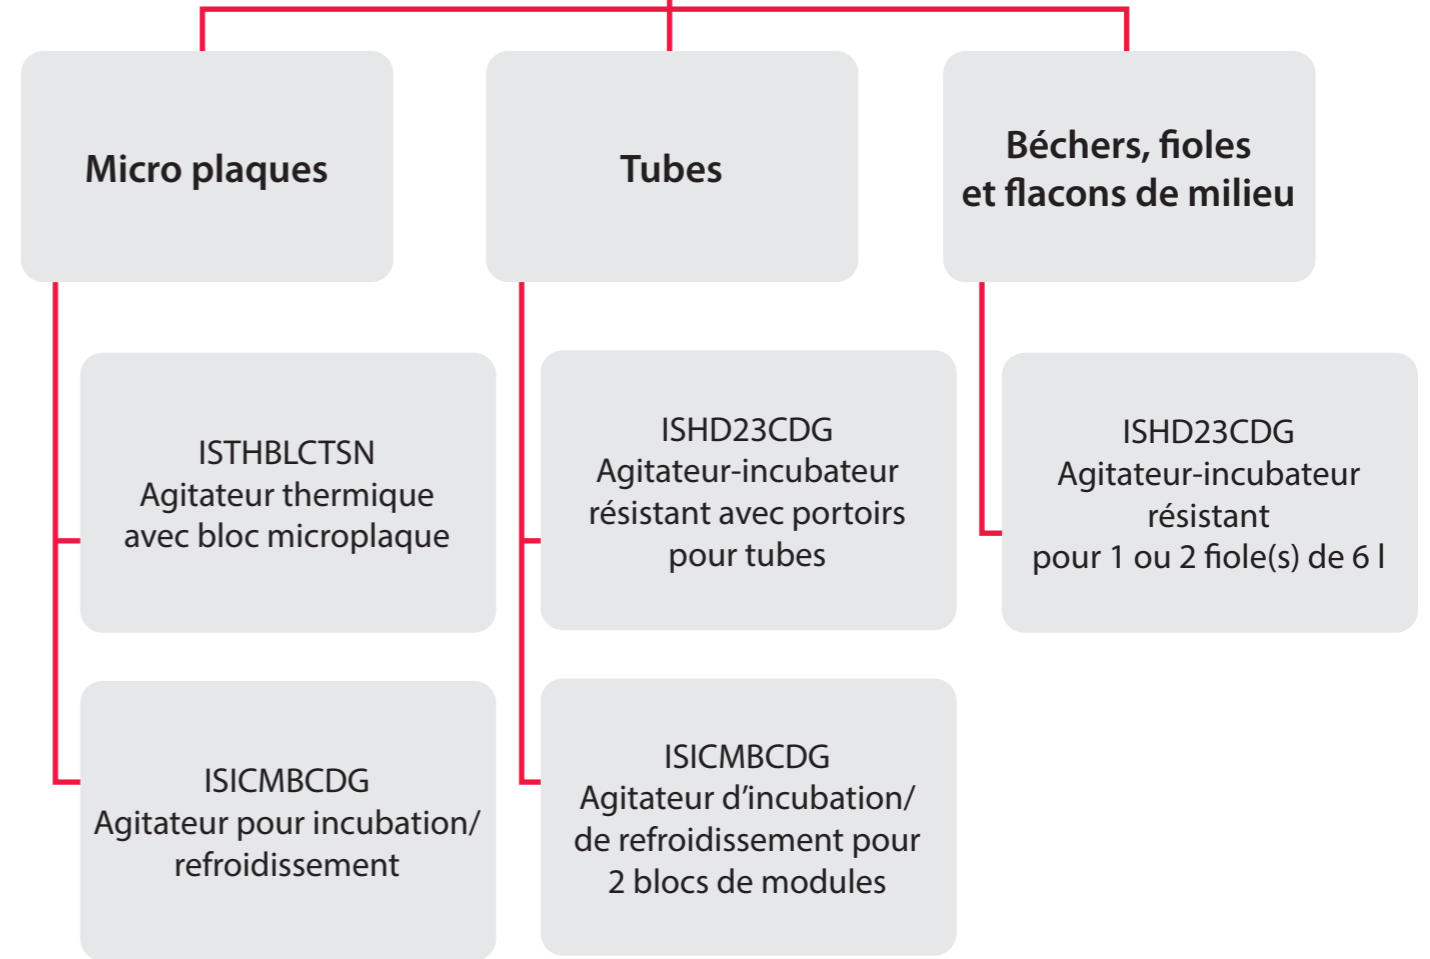 Micro plaques
Tubes
Béchers, fioles
et flacons de milieu
ISTHBLCTSN
Agitateur thermique
avec bloc microplaque
ISHD23CDG
Agitateur-incubateur
résistant avec portoirs
pour tubes
ISHD23CDG
Agitateur-incubateur
résistant
pour 1 ou 2 fiole(s) de 6 l
ISICMBCDG
Agitateur pour incubation/
refroidissement
ISICMBCDG
Agitateur d’incubation/
de refroidissement pour
2 blocs de modules